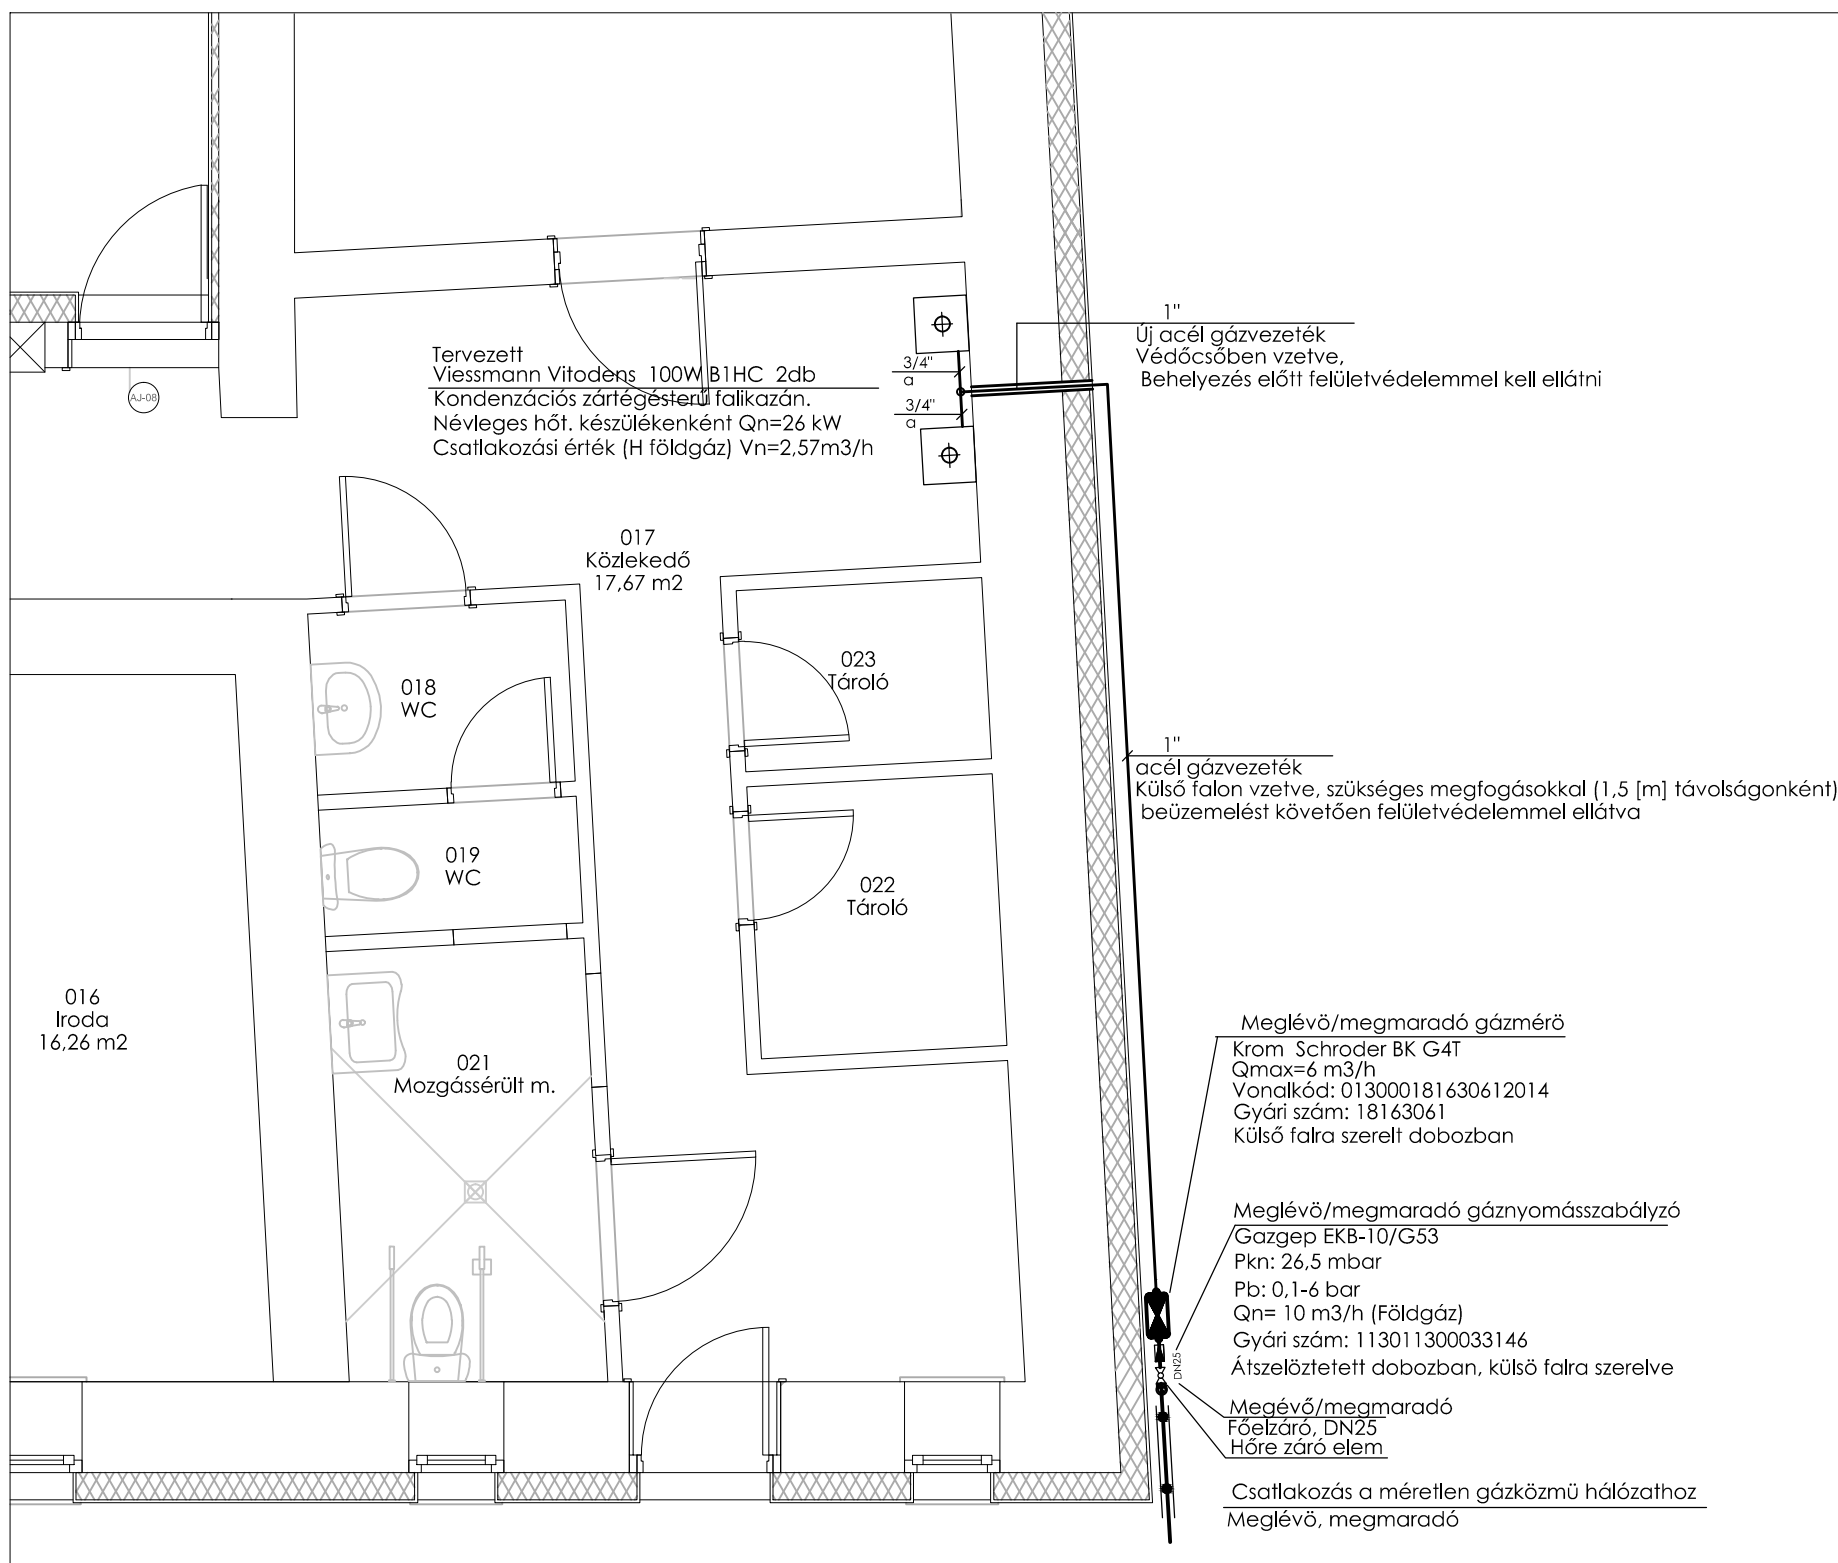 AJ-08
Tervezett
Viessmann Vitodens 100W B1HC 2db
Kondenzációs zártégésterű falikazán.
Névleges hőt. készülékenként Qn=26 kW
Csatlakozási érték (H földgáz) Vn=2,57m3/h
3/4"
a
3/4"
a
1"
Új acél gázvezeték
Védőcsőben vzetve,
Behelyezés előtt felületvédelemmel kell ellátni
017
Közlekedő
17,67 m2
018
WC
023
Tároló
1"
acél gázvezeték
Külső falon vzetve, szükséges megfogásokkal (1,5 [m] távolságonként)
beüzemelést követően felületvédelemmel ellátva
019
WC
022
Tároló
016
Iroda
16,26 m2
021
Mozgássérült m.
Meglévö/megmaradó gázmérö
Krom Schroder BK G4T
Qmax=6 m3/h
Vonalkód: 013000181630612014
Gyári szám: 18163061
Külső falra szerelt dobozban
Meglévö/megmaradó gáznyomásszabályzó
Gazgep EKB-10/G53
Pkn: 26,5 mbar
Pb: 0,1-6 bar
Qn= 10 m3/h (Földgáz)
Gyári szám: 113011300033146
Átszelöztetett dobozban, külsö falra szerelve
DN25
Megévő/megmaradó
Főelzáró, DN25
Hőre záró elem
Csatlakozás a méretlen gázközmü hálózathoz
Meglévö, megmaradó